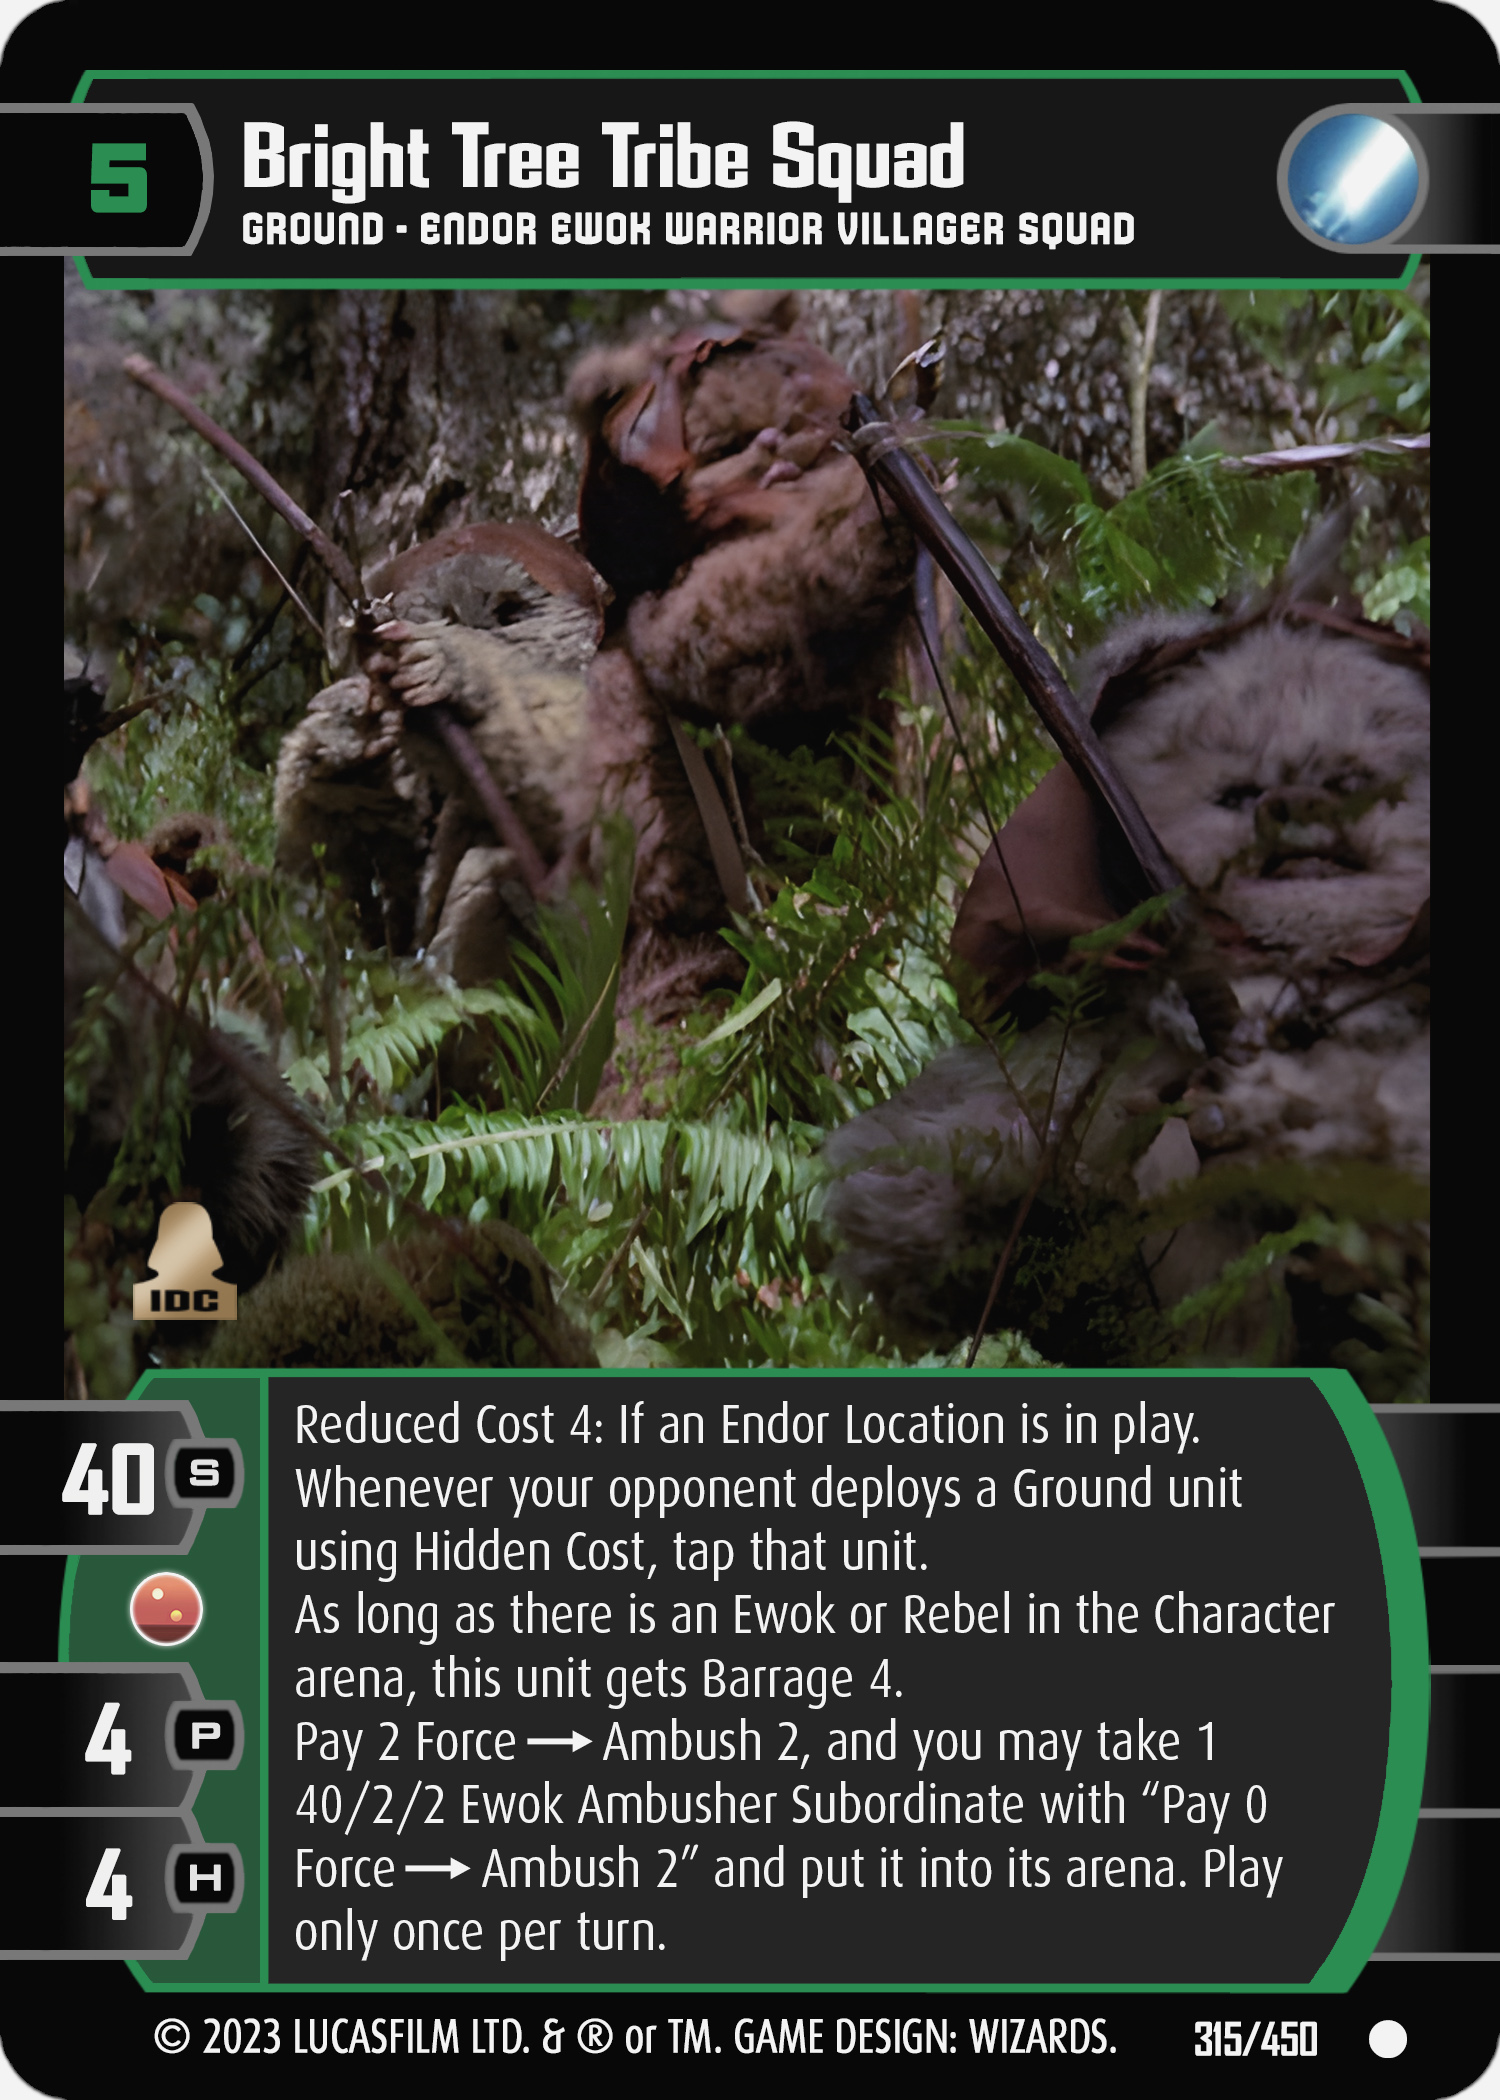 5
Bright Tree Tribe Squad
GROUND - ENDOR EWOK WARRIOR VILLAGER SQUAD
IDC
40 S
4 P
4 H
Reduced Cost 4: If an Endor Location is in play.
Whenever your opponent deploys a Ground unit
using Hidden Cost, tap that unit.
As long as there is an Ewok or Rebel in the Character
arena, this unit gets Barrage 4.
Pay 2 Force → Ambush 2, and you may take 1
40/2/2 Ewok Ambusher Subordinate with “Pay 0
Force → Ambush 2” and put it into its arena. Play
only once per turn.
© 2023 LUCASFILM LTD. & ® or TM. GAME DESIGN: WIZARDS.
315/450